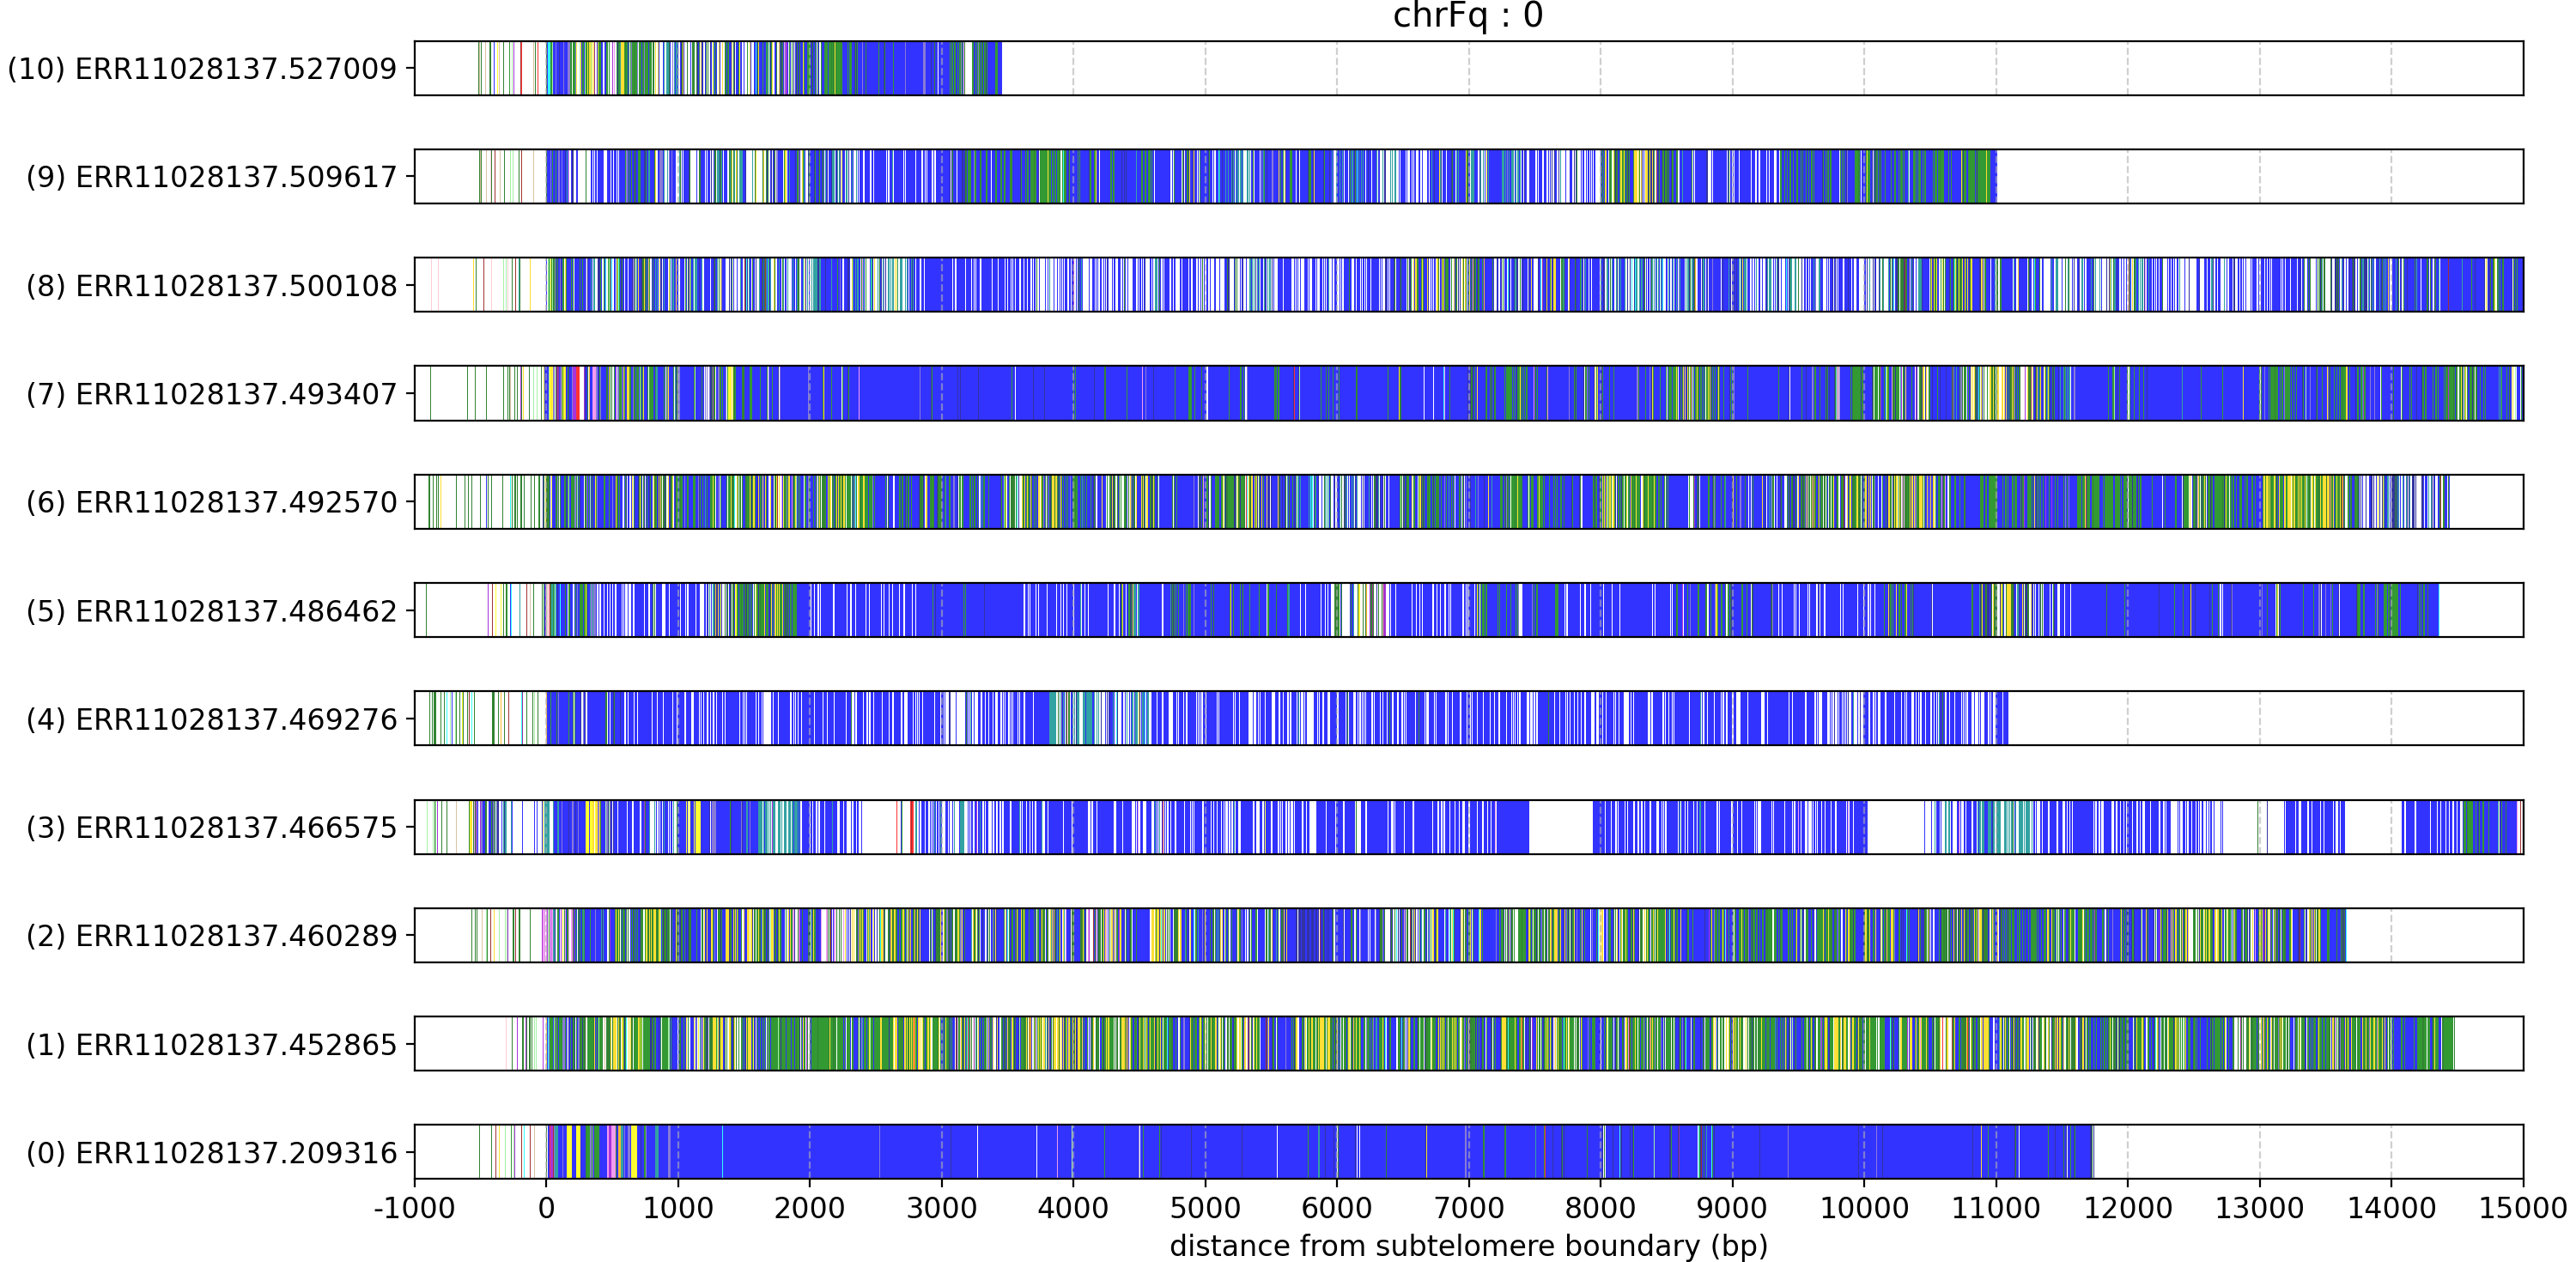 chrFq : 0
(10) ERR11028137.527009
(9) ERR11028137.509617
(8) ERR11028137.500108
(7) ERR11028137.493407
(6) ERR11028137.492570
(5) ERR11028137.486462
(4) ERR11028137.469276
(3) ERR11028137.466575
(2) ERR11028137.460289
(1) ERR11028137.452865
(0) ERR11028137.209316
-1000 0 1000 2000 3000 4000 5000 6000 7000 8000 9000 10000 11000 12000 13000 14000 15000
distance from subtelomere boundary (bp)